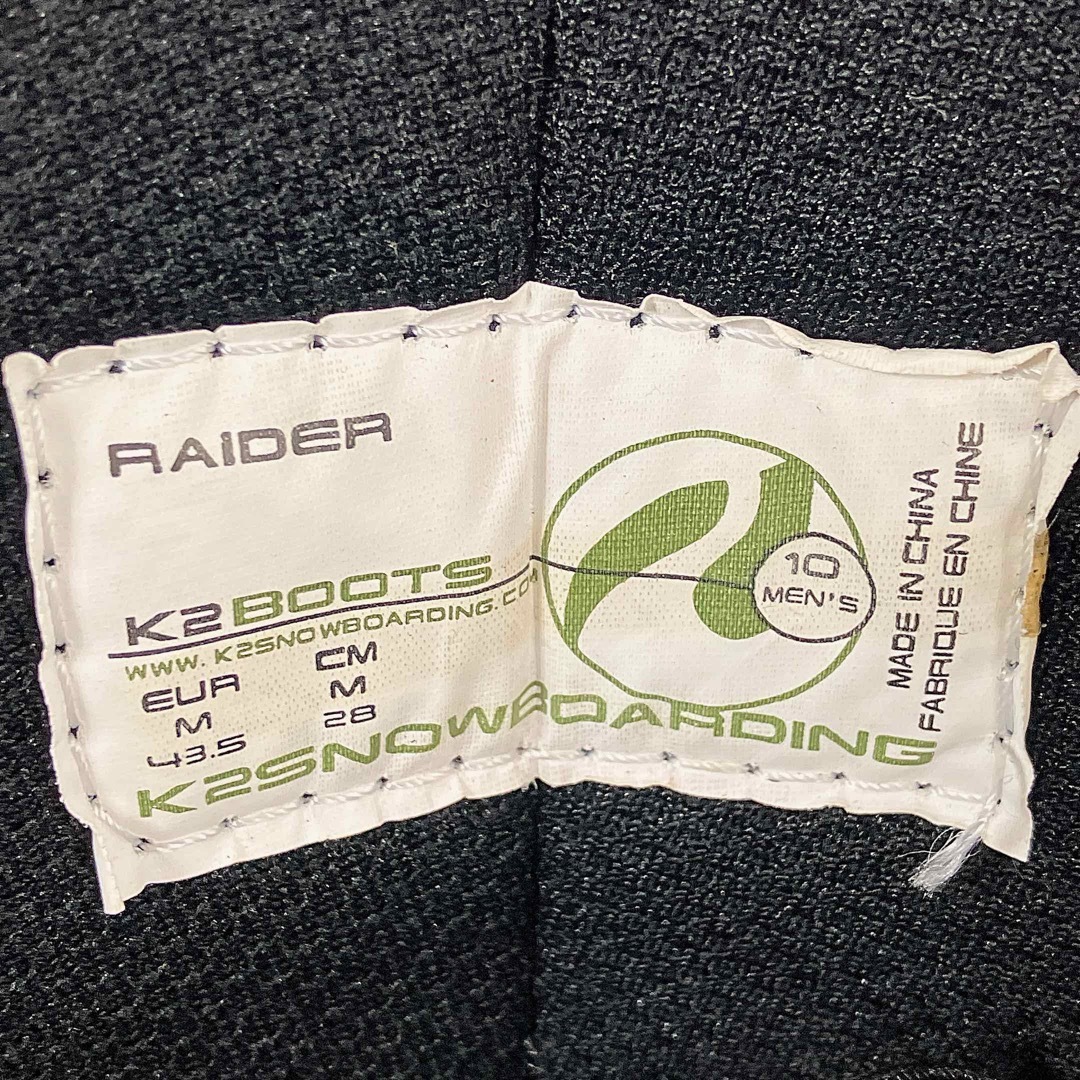 RAIDER
K2BOOTS
WWW.K2SNOWBOARDING.COM
EUR CM
M M
43.5 28
K2SNOWBOARDING
10
MEN'S
MADE IN CHINA
FABRIQUE EN CHINE